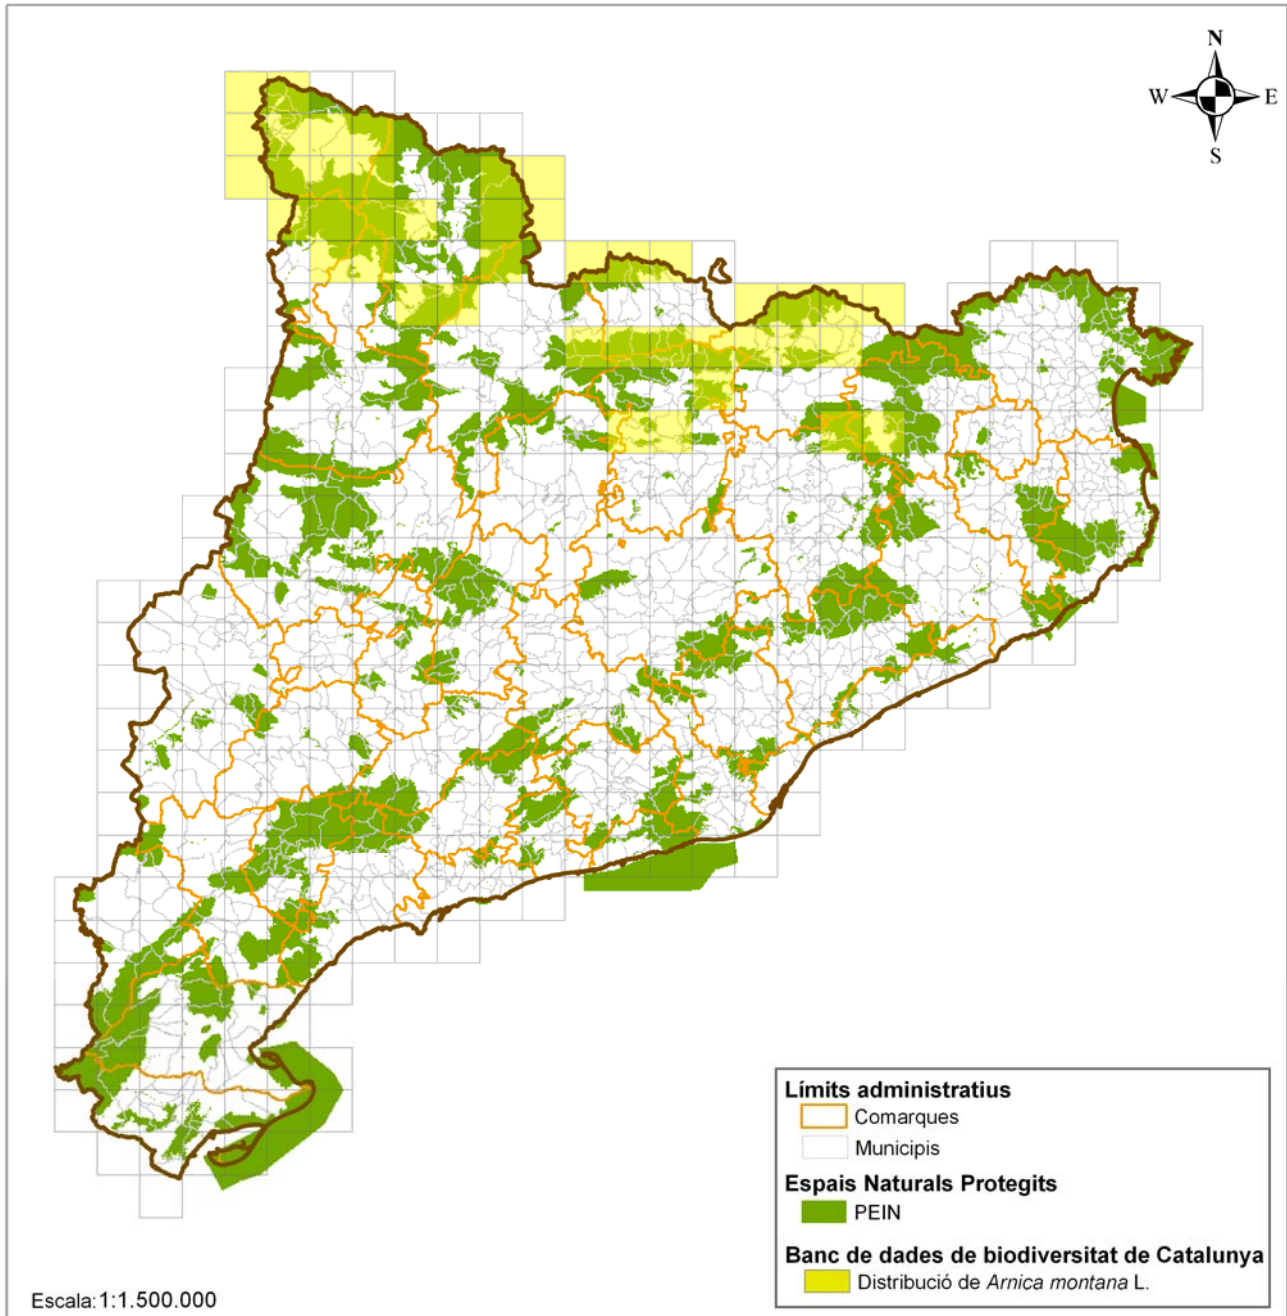 N
W E
S
Límits administratius
Comarques
Municipis
Espais Naturals Protegits
PEIN
Banc de dades de biodiversitat de Catalunya
Distribució de Arnica montana L.
Escala:1:1.500.000